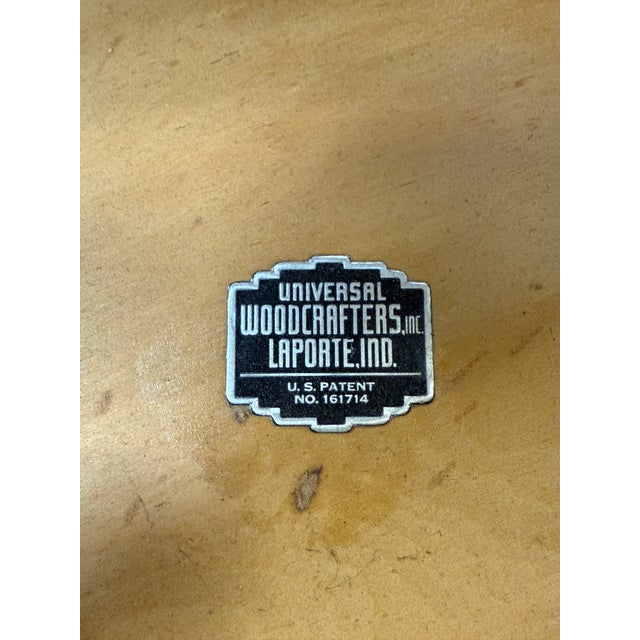 UNIVERSAL
WOODCRAFTERS, INC.
LAPORTE, IND.
U. S. PATENT
NO. 161714